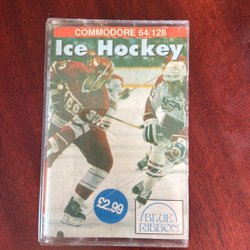 COMMODORE 64/128
Ice Hockey
£2.99
BLUE
RIBBON